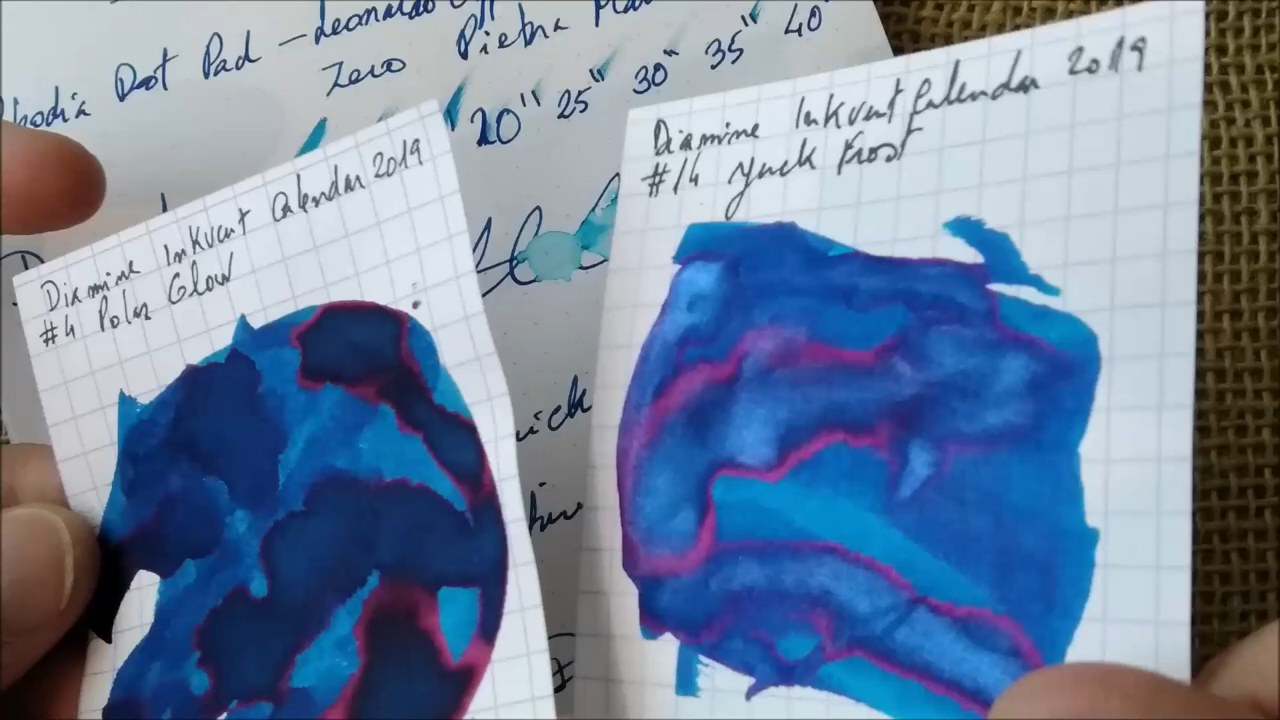 Rhodia Dot Pad - Leonardo
Zero Pietra
20" 25" 30" 35" 40"
Diamine Inkvent Calendar 2019
#4 Polar Glow
Diamine Inkvent Calendar 2019
#14 Jack Frost